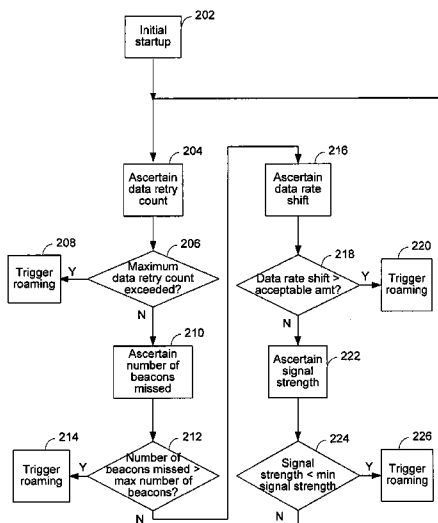 202
Initial
startup
204
Ascertain
data retry
count
208
Trigger
roaming
Y
206
Maximum
data retry count
exceeded?
N
210
Ascertain
number of
beacons
missed
214
Trigger
roaming
Y
212
Number of
beacons missed >
max number of
beacons?
N
216
Ascertain
data rate
shift
218
Data rate shift >
acceptable amt?
Y
220
Trigger
roaming
N
222
Ascertain
signal
strength
224
Signal
strength < min
signal strength
Y
226
Trigger
roaming
N